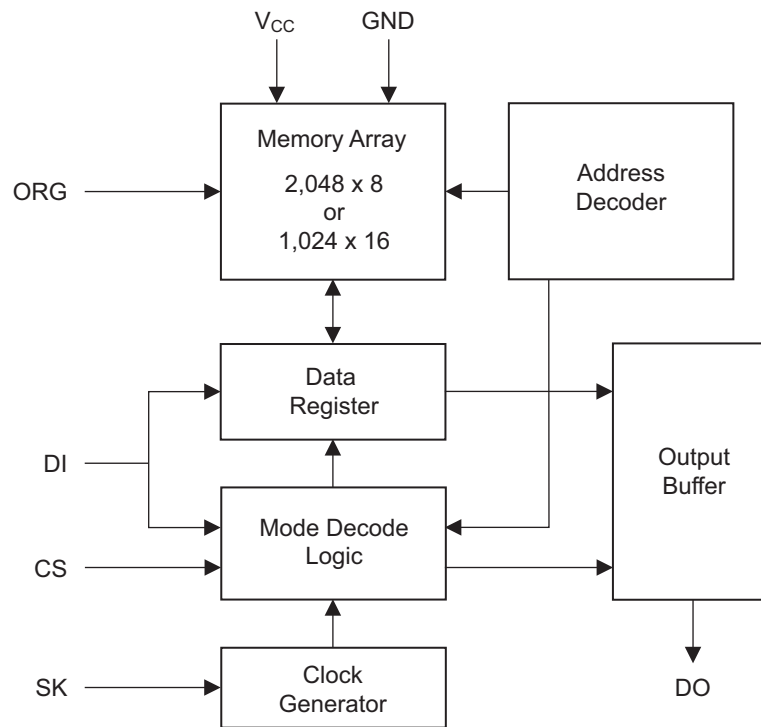 VCC
GND
Memory Array
2,048 x 8
or
1,024 x 16
Address
Decoder
ORG
Data
Register
DI
Output
Buffer
Mode Decode
Logic
CS
SK
Clock
Generator
DO